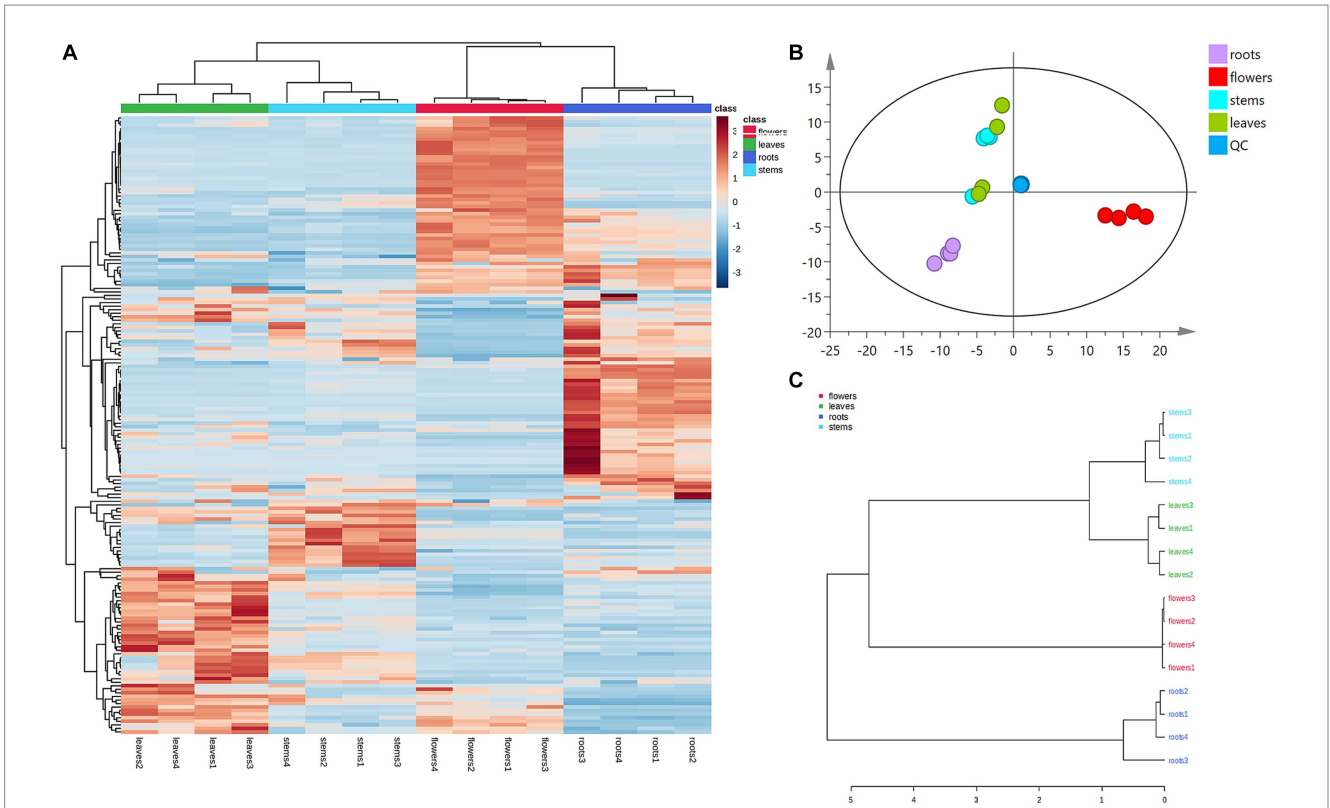 A
class
3
2
1
0
-1
-2
-3
class
flowers
leaves
roots
stems
leaves2
leaves4
leaves1
leaves3
stems4
stems2
stems1
stems3
flowers4
flowers2
flowers1
flowers3
roots3
roots4
roots1
roots2
B
15
10
5
0
-5
-10
-15
-20
-25 -20 -15 -10 -5 0 5 10 15 20
roots
flowers
stems
leaves
QC
C
flowers
leaves
roots
stems
stems3
stems1
stems2
stems4
leaves3
leaves1
leaves4
leaves2
flowers3
flowers2
flowers4
flowers1
roots2
roots1
roots4
roots3
5 4 3 2 1 0